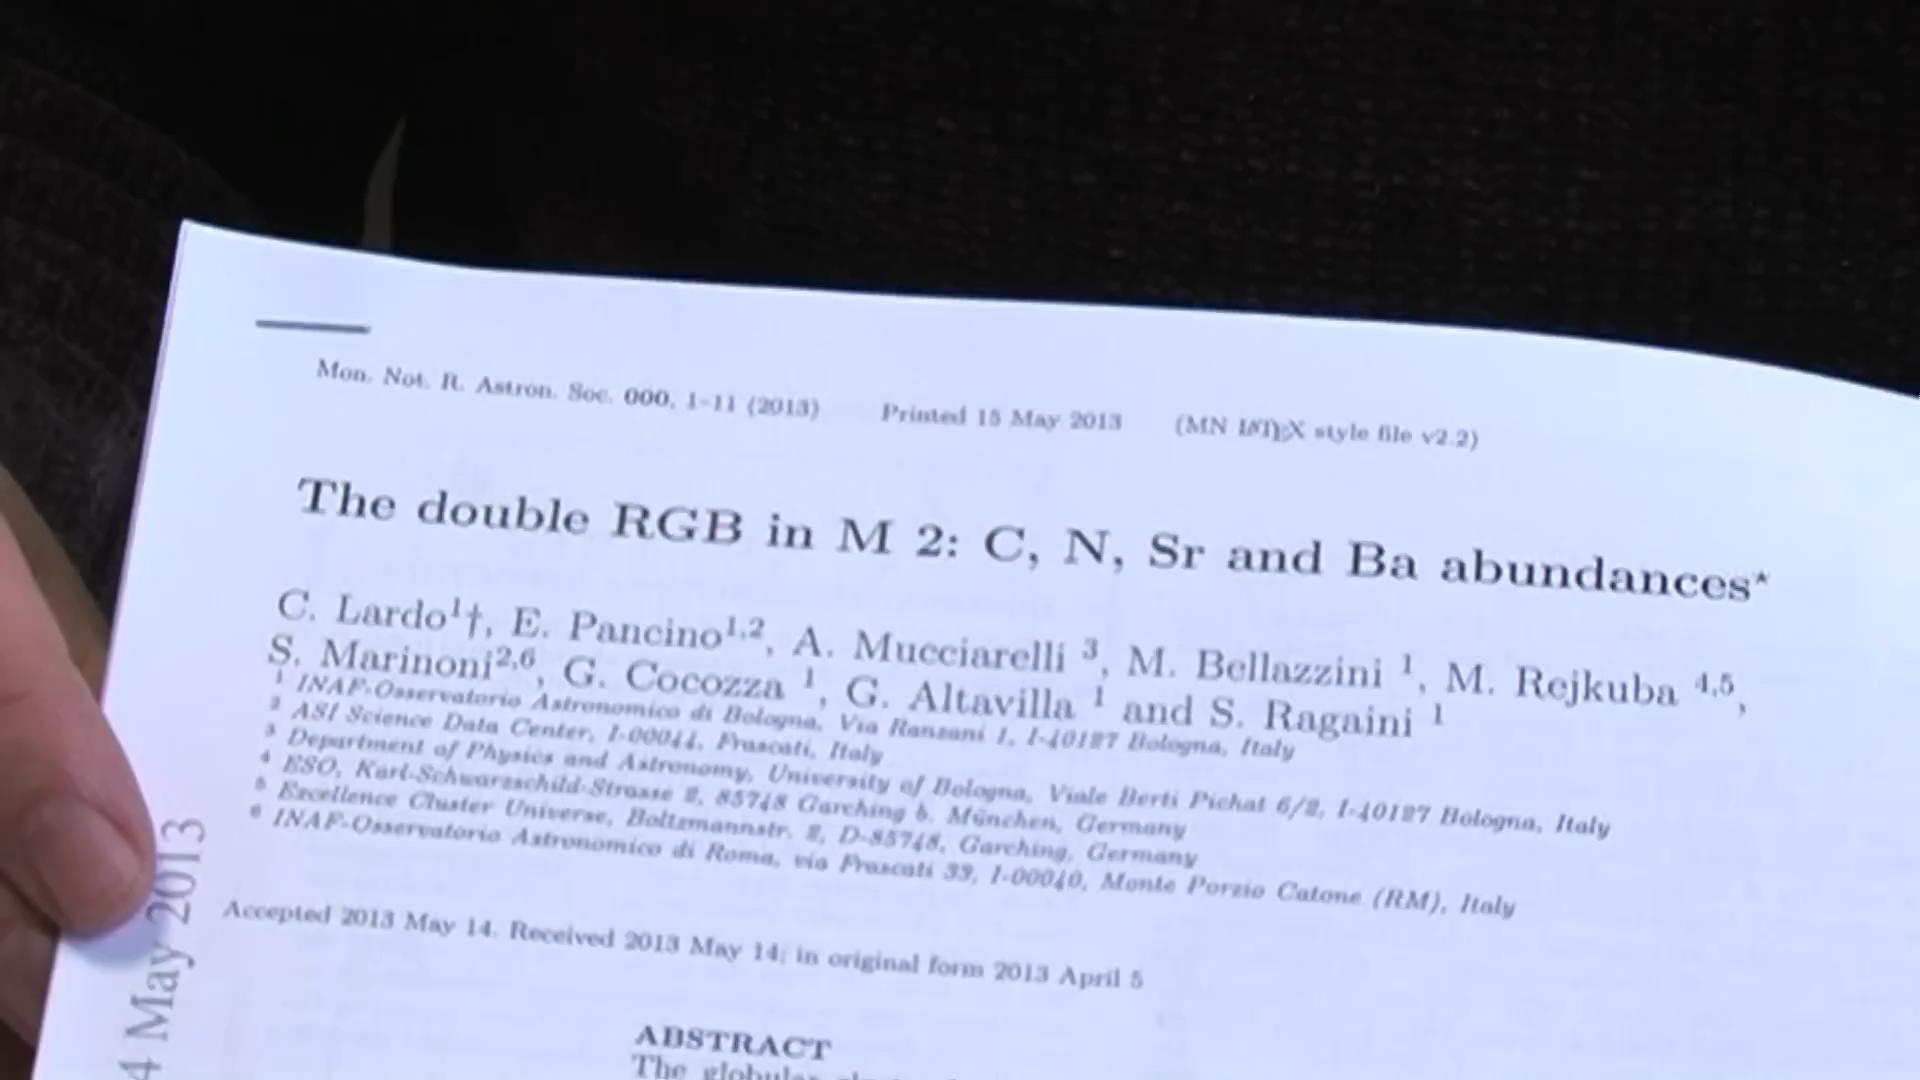 Mon. Not. R. Astron. Soc. 000, 1–11 (2013) Printed 15 May 2013 (MN LATEX style file v2.2)
The double RGB in M 2: C, N, Sr and Ba abundances*
C. Lardo1†, E. Pancino1,2, A. Mucciarelli 3, M. Bellazzini 1, M. Rejkuba 4,5,
S. Marinoni2,6, G. Cocozza 1, G. Altavilla 1 and S. Ragaini 1
1 INAF-Osservatorio Astronomico di Bologna, Via Ranzani 1, I-40127 Bologna, Italy
2 ASI Science Data Center, I-00044, Frascati, Italy
3 Department of Physics and Astronomy, University of Bologna, Viale Berti Pichat 6/2, I-40127 Bologna, Italy
4 ESO, Karl-Schwarzschild-Strasse 2, 85748 Garching b. München, Germany
5 Excellence Cluster Universe, Boltzmannstr. 2, D-85748, Garching, Germany
6 INAF-Osservatorio Astronomico di Roma, via Frascati 33, I-00040, Monte Porzio Catone (RM), Italy
Accepted 2013 May 14. Received 2013 May 14; in original form 2013 April 5
4 May 2013
ABSTRACT
The globular